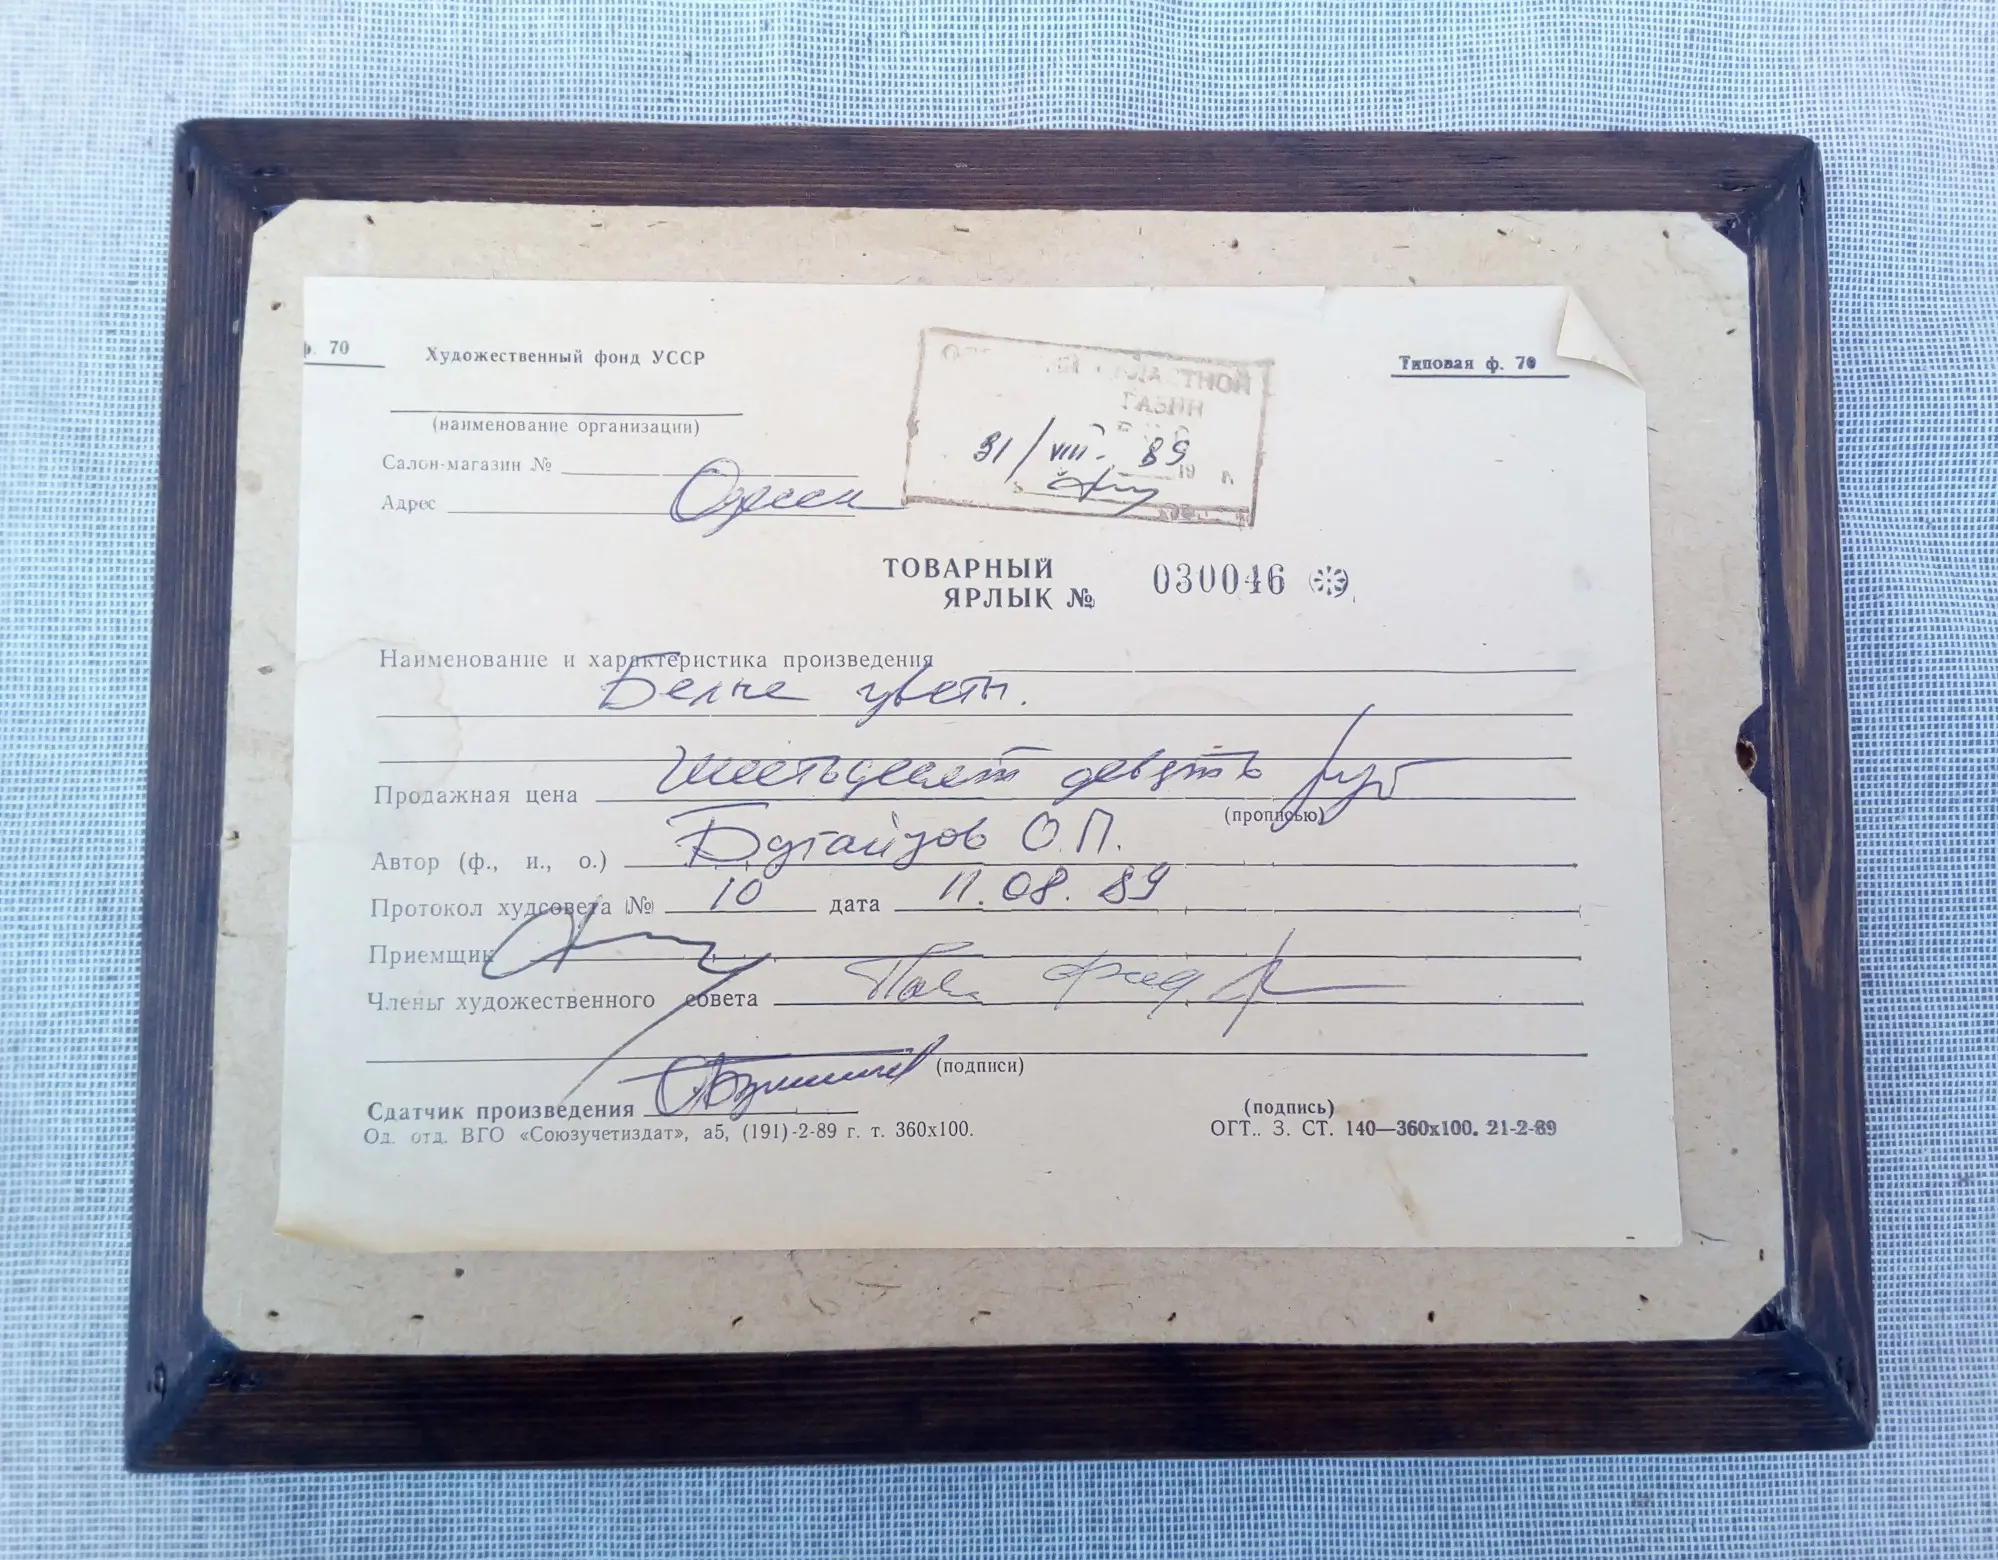 ф. 70
Художественный фонд УССР
Типовая ф. 70
(наименование организации)
Салон-магазин №
Адрес Одесса
31/VIII. 89
19
ТОВАРНЫЙ
ЯРЛЫК № 030046
Наименование и характеристика произведения
Белые цветы.
Продажная цена Шестьдесят девять руб
(прописью)
Автор (ф., и., о.) О.П.
Протокол худсовета № 10 дата 11.08.89
Приемщик
Члены художественного совета
(подписи)
Сдатчик произведения
(подпись)
Од. отд. ВГО «Союзучетиздат», а5, (191)-2-89 г. т. 360х100.
ОГТ.. З. СТ. 140—360х100. 21-2-89